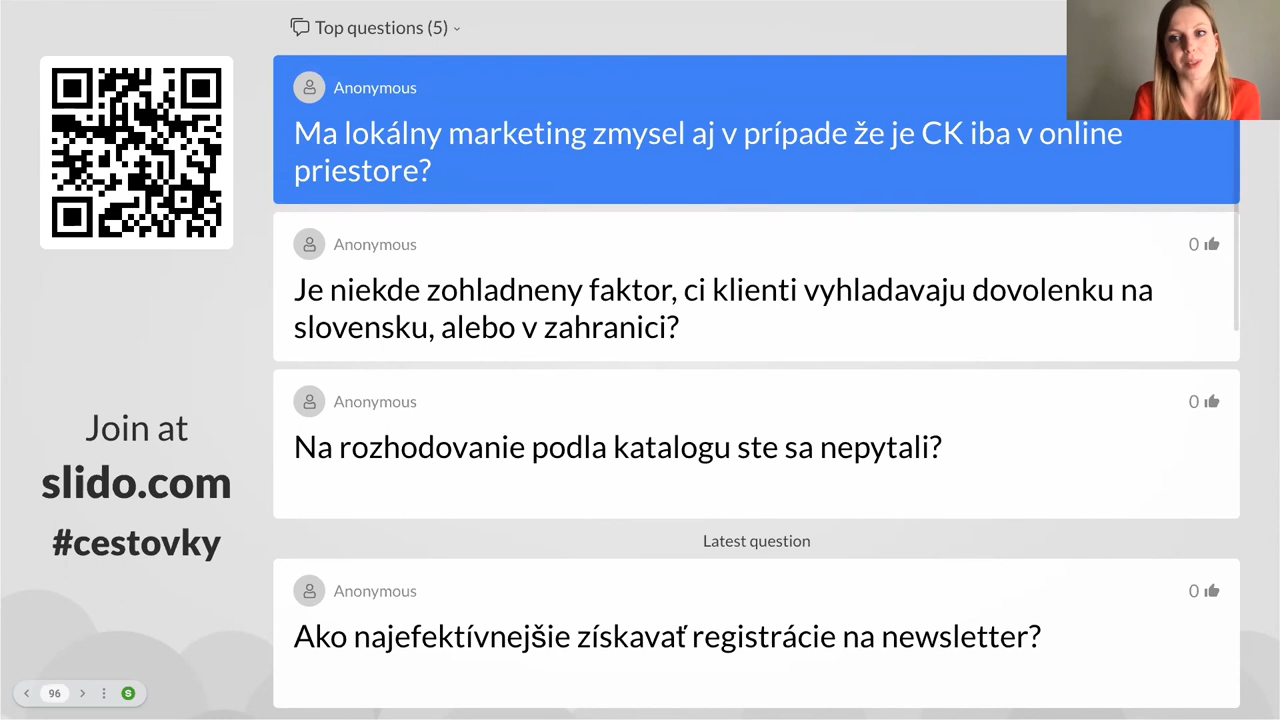 Top questions (5)
Anonymous
Ma lokálny marketing zmysel aj v prípade že je CK iba v online
priestore?
Anonymous
0
Je niekde zohladneny faktor, ci klienti vyhladavaju dovolenku na
slovensku, alebo v zahranici?
Anonymous
0
Na rozhodovanie podla katalogu ste sa nepytali?
Latest question
Anonymous
0
Ako najefektívnejšie získavať registrácie na newsletter?
Join at
slido.com
#cestovky
96
S